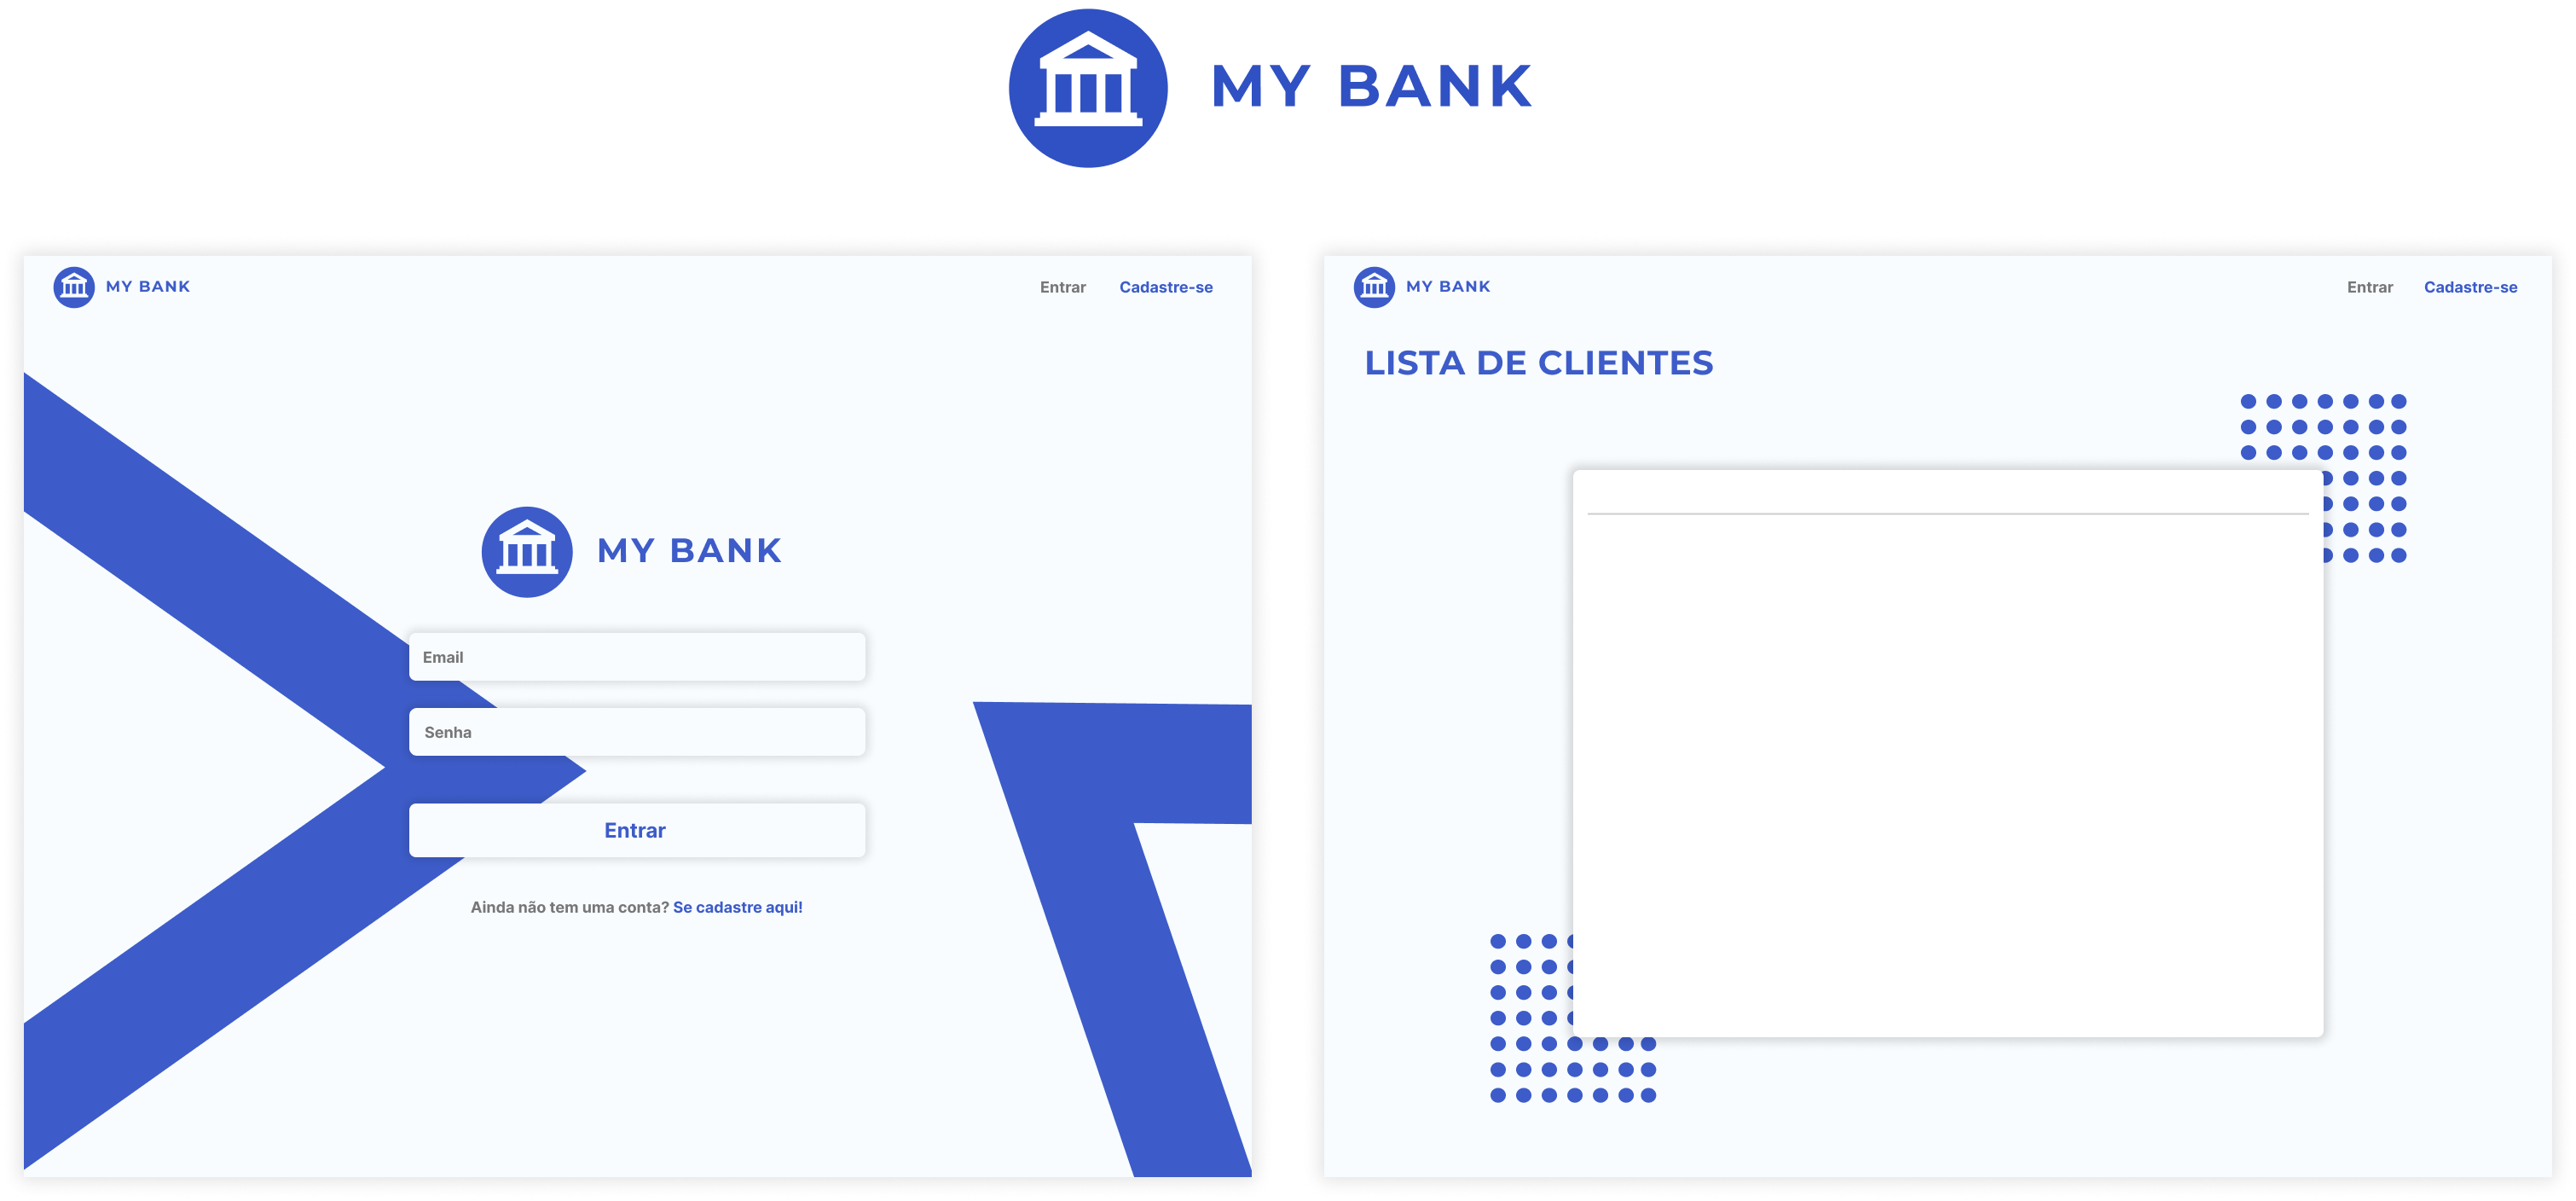 MY BANK
MY BANK
Entrar
Cadastre-se
MY BANK
Email
Senha
Entrar
Ainda não tem uma conta? Se cadastre aqui!
MY BANK
Entrar
Cadastre-se
LISTA DE CLIENTES